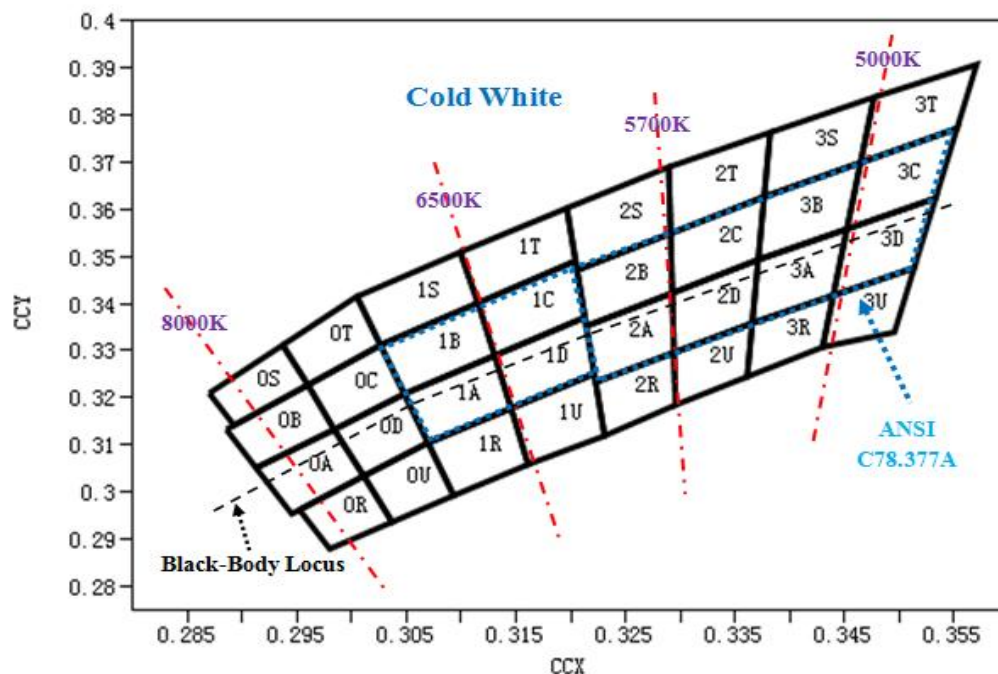 0.4
0.39
0.38
0.37
0.36
0.35
0.34
0.33
0.32
0.31
0.3
0.29
0.28
CCY
Cold White
5000K
5700K
6500K
8000K
3T
3S
3C
2T
3B
3D
2S
2C
3A
3U
1T
2B
2D
3R
1S
1C
2A
2U
0T
1B
1D
2R
0S
0C
1A
1U
0B
0D
1R
0A
0U
0R
ANSI
C78.377A
Black-Body Locus
0.285
0.295
0.305
0.315
0.325
0.335
0.345
0.355
CCX